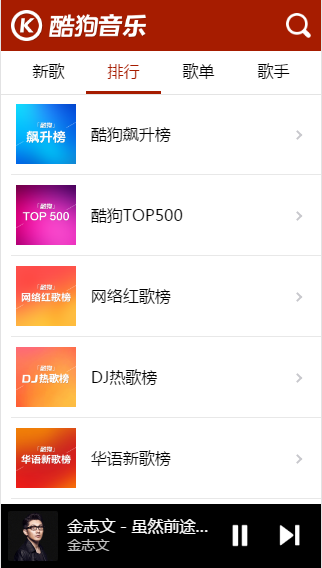 酷狗音乐
新歌 排行 歌单 歌手
「酷狗」
飙升榜
酷狗飙升榜
「酷狗」
TOP 500
酷狗TOP500
「酷狗」
网络红歌榜
网络红歌榜
「酷狗」
DJ热歌榜
DJ热歌榜
「酷狗」
华语新歌榜
华语新歌榜
金志文 - 虽然前途...
金志文